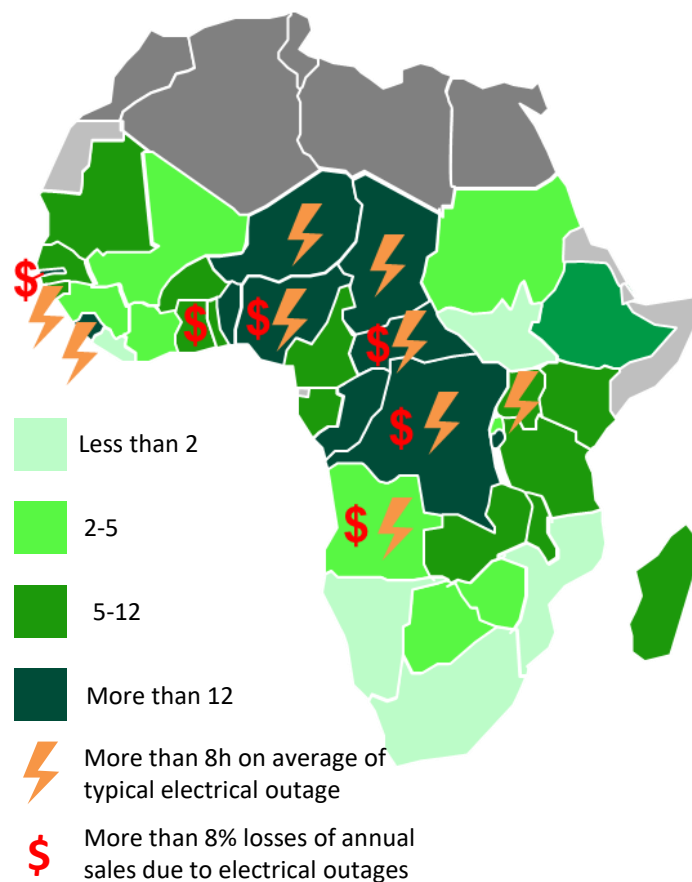 $
$
$
$
$
$
Less than 2
2-5
5-12
More than 12
More than 8h on average of
typical electrical outage
$
More than 8% losses of annual
sales due to electrical outages